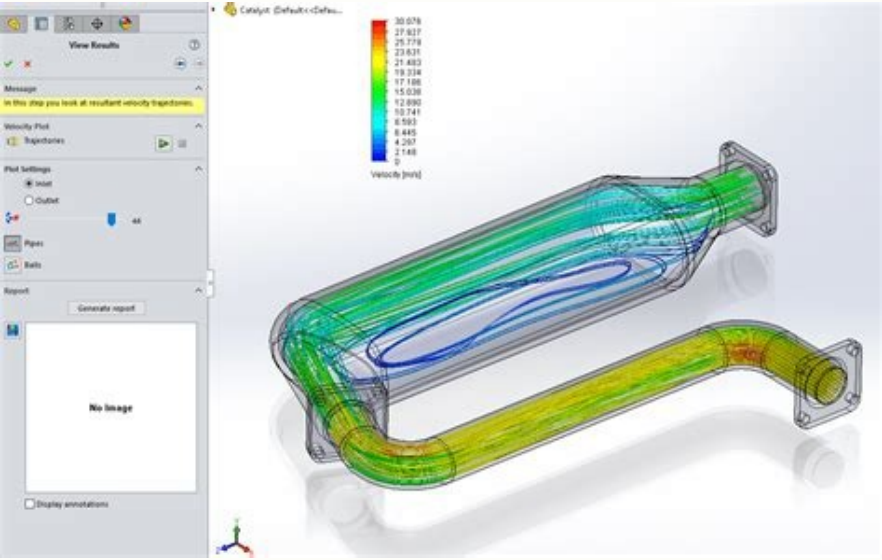 View Results
Message
In this step you look at resultant velocity trajectories.
Velocity Plot
Trajectories
Plot Settings
Inlet
Outlet
44
Pipes
Balls
Report
Generate report
No Image
Display annotations
Catalyst (Default<<Defau...
30.076
27.927
25.779
23.631
21.483
19.334
17.186
15.038
12.890
10.741
8.593
6.445
4.297
2.148
0
Velocity [m/s]